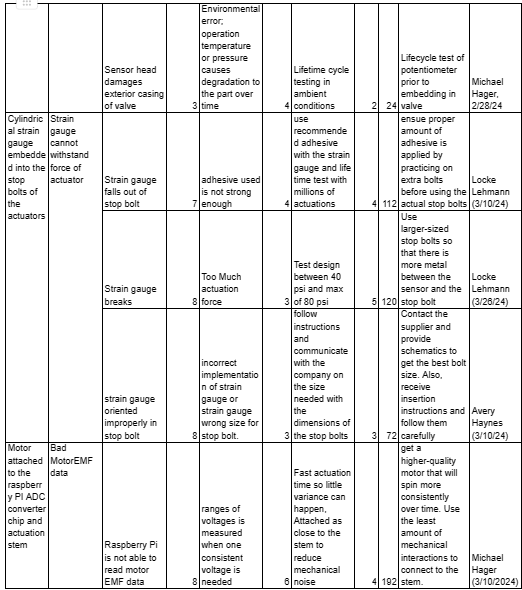 Sensor head
damages
exterior casing
of valve
3
Environmental
error;
operation
temperature
or pressure
causes
degradation to
the part over
time
4
Lifetime cycle
testing in
ambient
conditions
2
24
Lifecycle test of
potentiometer
prior to
embedding in
valve
Michael
Hager,
2/28/24
Cylindric
al strain
gauge
embedde
d into the
stop
bolts of
the
actuators
Strain
gauge
cannot
withstand
force of
actuator
Strain gauge
falls out of
stop bolt
7
adhesive used
is not strong
enough
4
use
recommende
d adhesive
with the strain
gauge and life
time test with
millions of
actuations
4
112
ensue proper
amount of
adhesive is
applied by
practicing on
extra bolts
before using the
actual stop bolts
Locke
Lehmann
(3/10/24)
Strain gauge
breaks
8
Too Much
actuation
force
3
Test design
between 40
psi and max
of 80 psi
5
120
Use
larger-sized
stop bolts so
that there is
more metal
between the
sensor and the
stop bolt
Locke
Lehmann
(3/26/24)
strain gauge
oriented
improperly in
stop bolt
8
incorrect
implementatio
n of strain
gauge or
strain gauge
wrong size for
stop bolt.
3
follow
instructions
and
communicate
with the
company on
the size
needed with
the
dimensions of
the stop bolts
3
72
Contact the
supplier and
provide
schematics to
get the best bolt
size. Also,
receive
insertion
instructions and
follow them
carefully
Avery
Haynes
(3/10/24)
Motor
attached
to the
raspberr
y PI ADC
converter
chip and
actuation
stem
Bad
MotorEMF
data
Raspberry Pi
is not able to
read motor
EMF data
8
ranges of
voltages is
measured
when one
consistent
voltage is
needed
6
Fast actuation
time so little
variance can
happen,
Attached as
close to the
stem to
reduce
mechanical
noise
4
192
get a
higher-quality
motor that will
spin more
consistently
over time. Use
the least
amount of
mechanical
interactions to
connect to the
stem.
Michael
Hager
(3/10/2024)